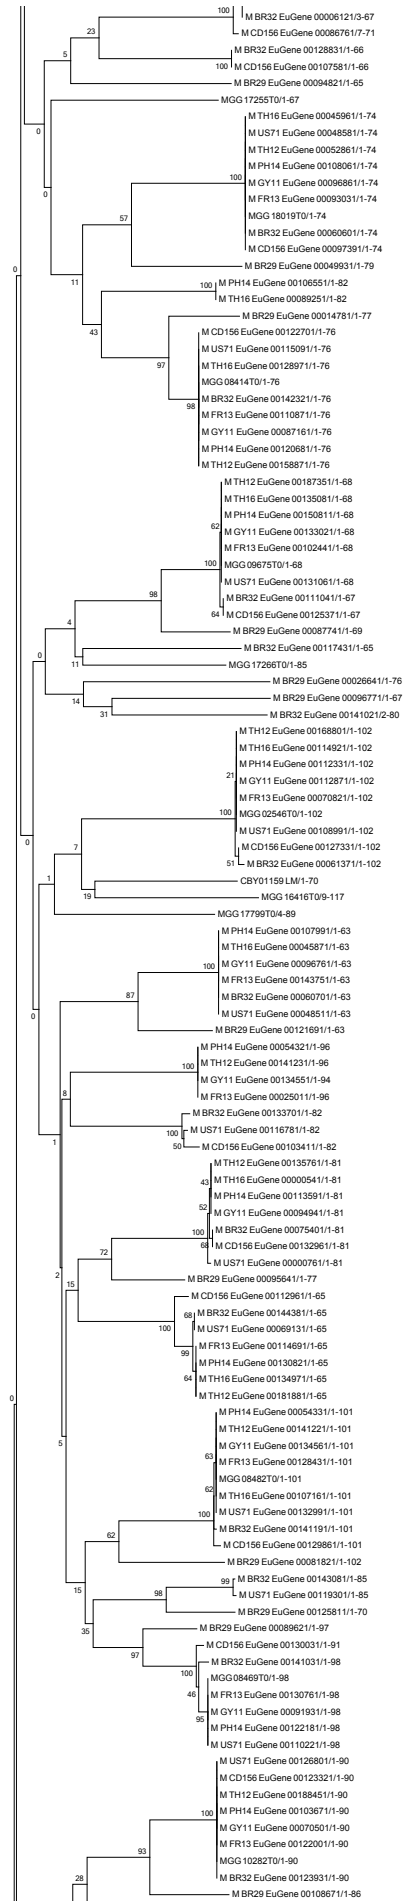 100
M BR32 EuGene 00006121/3-67
M CD156 EuGene 00086761/7-71
23
M BR32 EuGene 00128831/1-66
5
100
M CD156 EuGene 00107581/1-66
M BR29 EuGene 00094821/1-65
MGG 17255T0/1-67
0
M TH16 EuGene 00045961/1-74
M US71 EuGene 00048581/1-74
M TH12 EuGene 00052861/1-74
M PH14 EuGene 00108061/1-74
100
M GY11 EuGene 00096861/1-74
0
M FR13 EuGene 00093031/1-74
MGG 18019T0/1-74
57
M BR32 EuGene 00060601/1-74
M CD156 EuGene 00097391/1-74
M BR29 EuGene 00049931/1-79
0
11
100
M PH14 EuGene 00106551/1-82
M TH16 EuGene 00089251/1-82
M BR29 EuGene 00014781/1-77
43
M CD156 EuGene 00122701/1-76
M US71 EuGene 00115091/1-76
97
M TH16 EuGene 00128971/1-76
MGG 08414T0/1-76
M BR32 EuGene 00142321/1-76
98
M FR13 EuGene 00110871/1-76
M GY11 EuGene 00087161/1-76
M PH14 EuGene 00120681/1-76
M TH12 EuGene 00158871/1-76
M TH12 EuGene 00187351/1-68
M TH16 EuGene 00135081/1-68
M PH14 EuGene 00150811/1-68
62
M GY11 EuGene 00133021/1-68
M FR13 EuGene 00102441/1-68
100
MGG 09675T0/1-68
M US71 EuGene 00131061/1-68
98
M BR32 EuGene 00111041/1-67
64
M CD156 EuGene 00125371/1-67
4
M BR29 EuGene 00087741/1-69
M BR32 EuGene 00117431/1-65
0
11
MGG 17266T0/1-85
M BR29 EuGene 00026641/1-76
14
M BR29 EuGene 00096771/1-67
31
M BR32 EuGene 00141021/2-80
M TH12 EuGene 00168801/1-102
M TH16 EuGene 00114921/1-102
M PH14 EuGene 00112331/1-102
21
M GY11 EuGene 00112871/1-102
M FR13 EuGene 00070821/1-102
100
MGG 02546T0/1-102
M US71 EuGene 00108991/1-102
0
M CD156 EuGene 00127331/1-102
7
51
M BR32 EuGene 00061371/1-102
1
CBY01159 LM/1-70
19
MGG 16416T0/9-117
MGG 17799T0/4-89
M PH14 EuGene 00107991/1-63
M TH16 EuGene 00045871/1-63
M GY11 EuGene 00096761/1-63
100
M FR13 EuGene 00143751/1-63
M BR32 EuGene 00060701/1-63
87
M US71 EuGene 00048511/1-63
0
M BR29 EuGene 00121691/1-63
M PH14 EuGene 00054321/1-96
100
M TH12 EuGene 00141231/1-96
M GY11 EuGene 00134551/1-94
8
M FR13 EuGene 00025011/1-96
M BR32 EuGene 00133701/1-82
100
M US71 EuGene 00116781/1-82
1
50
M CD156 EuGene 00103411/1-82
M TH12 EuGene 00135761/1-81
43
M TH16 EuGene 00000541/1-81
M PH14 EuGene 00113591/1-81
52
M GY11 EuGene 00094941/1-81
100
M BR32 EuGene 00075401/1-81
68
M CD156 EuGene 00132961/1-81
72
M US71 EuGene 00000761/1-81
2
15
M BR29 EuGene 00095641/1-77
M CD156 EuGene 00112961/1-65
68
M BR32 EuGene 00144381/1-65
100
M US71 EuGene 00069131/1-65
M FR13 EuGene 00114691/1-65
99
M PH14 EuGene 00130821/1-65
64
M TH16 EuGene 00134971/1-65
M TH12 EuGene 00181881/1-65
0
M PH14 EuGene 00054331/1-101
M TH12 EuGene 00141221/1-101
5
M GY11 EuGene 00134561/1-101
63
M FR13 EuGene 00128431/1-101
MGG 08482T0/1-101
62
M TH16 EuGene 00107161/1-101
M US71 EuGene 00132991/1-101
100
M BR32 EuGene 00141191/1-101
62
M CD156 EuGene 00129861/1-101
M BR29 EuGene 00081821/1-102
15
99
M BR32 EuGene 00143081/1-85
98
M US71 EuGene 00119301/1-85
M BR29 EuGene 00125811/1-70
35
M BR29 EuGene 00089621/1-97
97
M CD156 EuGene 00130031/1-91
M BR32 EuGene 00141031/1-98
100
MGG 08469T0/1-98
46
M FR13 EuGene 00130761/1-98
M GY11 EuGene 00091931/1-98
95
M PH14 EuGene 00122181/1-98
M US71 EuGene 00110221/1-98
M US71 EuGene 00126801/1-90
M CD156 EuGene 00123321/1-90
M TH12 EuGene 00188451/1-90
100
M PH14 EuGene 00103671/1-90
M GY11 EuGene 00070501/1-90
M FR13 EuGene 00122001/1-90
93
MGG 10282T0/1-90
28
M BR32 EuGene 00123931/1-90
M BR29 EuGene 00108671/1-86